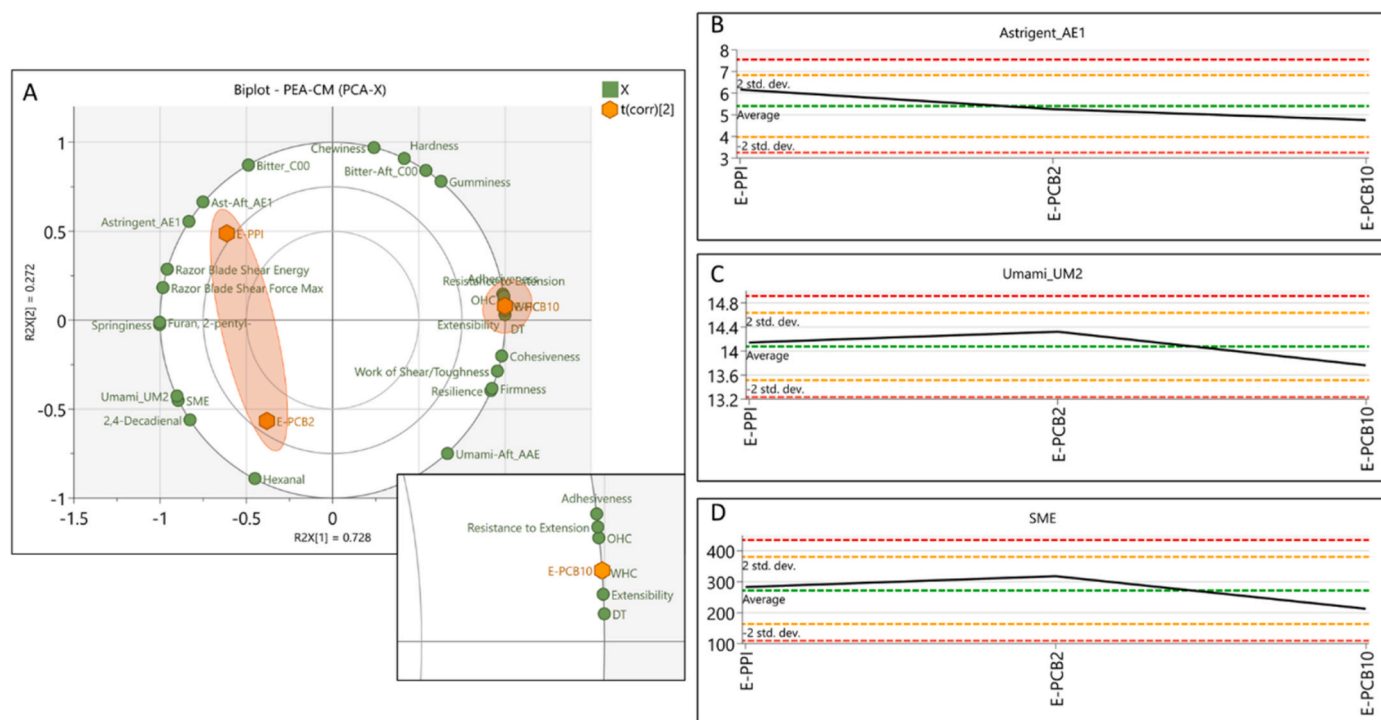 A
Biplot - PEA-CM (PCA-X)
X
t(corr)[2]
R2X[2] = 0.272
1
0.5
0
-0.5
-1
Chewiness
Hardness
Bitter_C00
Bitter-Aft_C00
Gumminess
Ast-Aft_AE1
Astringent_AE1
E-PPI
Razor Blade Shear Energy
Razor Blade Shear Force Max
Adhesiveness
Resistance to Extension
OHC
WHC
E-PCB10
Springiness
Furan, 2-pentyl-
Extensibility
DT
Cohesiveness
Work of Shear/Toughness
Resilience
Firmness
Umami_UM2
SME
2,4-Decadienal
E-PCB2
Umami-Aft_AAE
Hexanal
-1.5
-1
-0.5
0
R2X[1] = 0.728
Adhesiveness
Resistance to Extension
OHC
E-PCB10
WHC
Extensibility
DT
B
Astrigent_AE1
8
7
6
5
4
3
2 std. dev.
Average
-2 std. dev.
E-PPI
E-PCB2
E-PCB10
C
Umami_UM2
14.8
14.4
14
13.6
13.2
2 std. dev.
Average
-2 std. dev.
E-PPI
E-PCB2
E-PCB10
D
SME
400
300
200
100
2 std. dev.
Average
-2 std. dev.
E-PPI
E-PCB2
E-PCB10